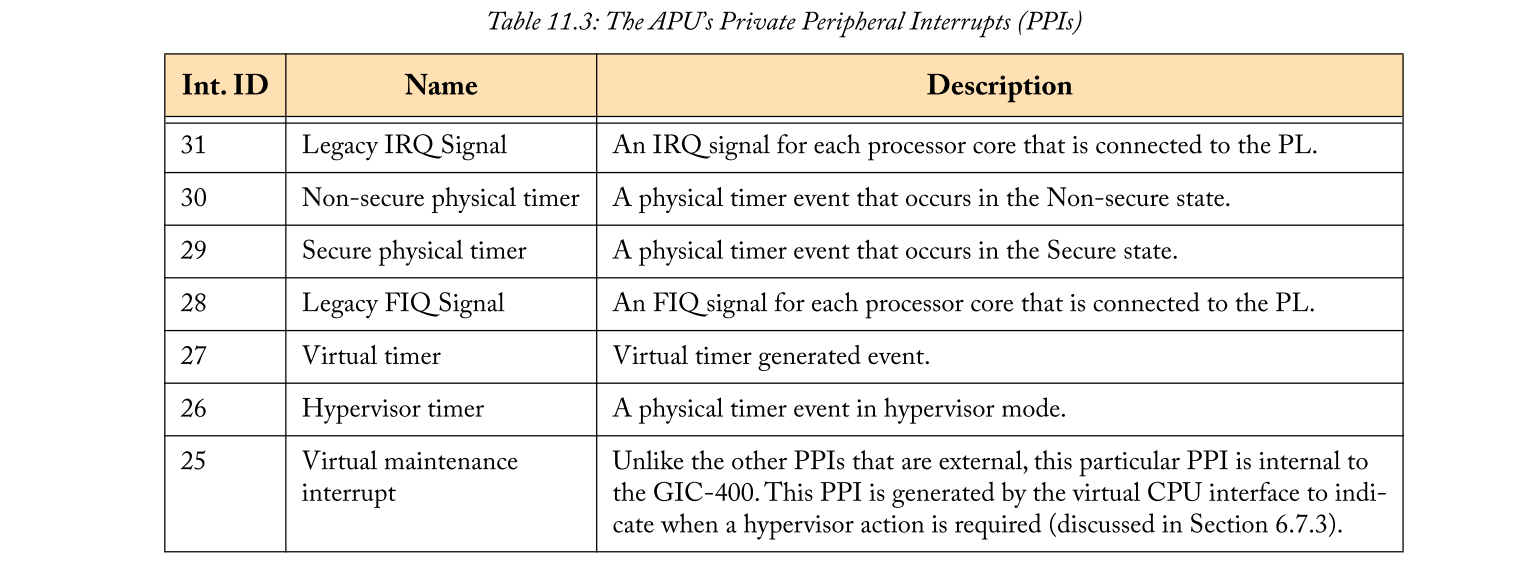 Table 11.3: The APU's Private Peripheral Interrupts (PPIs)
Int. ID Name Description
31 Legacy IRQ Signal An IRQ signal for each processor core that is connected to the PL.
30 Non-secure physical timer A physical timer event that occurs in the Non-secure state.
29 Secure physical timer A physical timer event that occurs in the Secure state.
28 Legacy FIQ Signal An FIQ signal for each processor core that is connected to the PL.
27 Virtual timer Virtual timer generated event.
26 Hypervisor timer A physical timer event in hypervisor mode.
25 Virtual maintenance Unlike the other PPIs that are external, this particular PPI is internal to
interrupt the GIC-400. This PPI is generated by the virtual CPU interface to indi-
cate when a hypervisor action is required (discussed in Section 6.7.3).